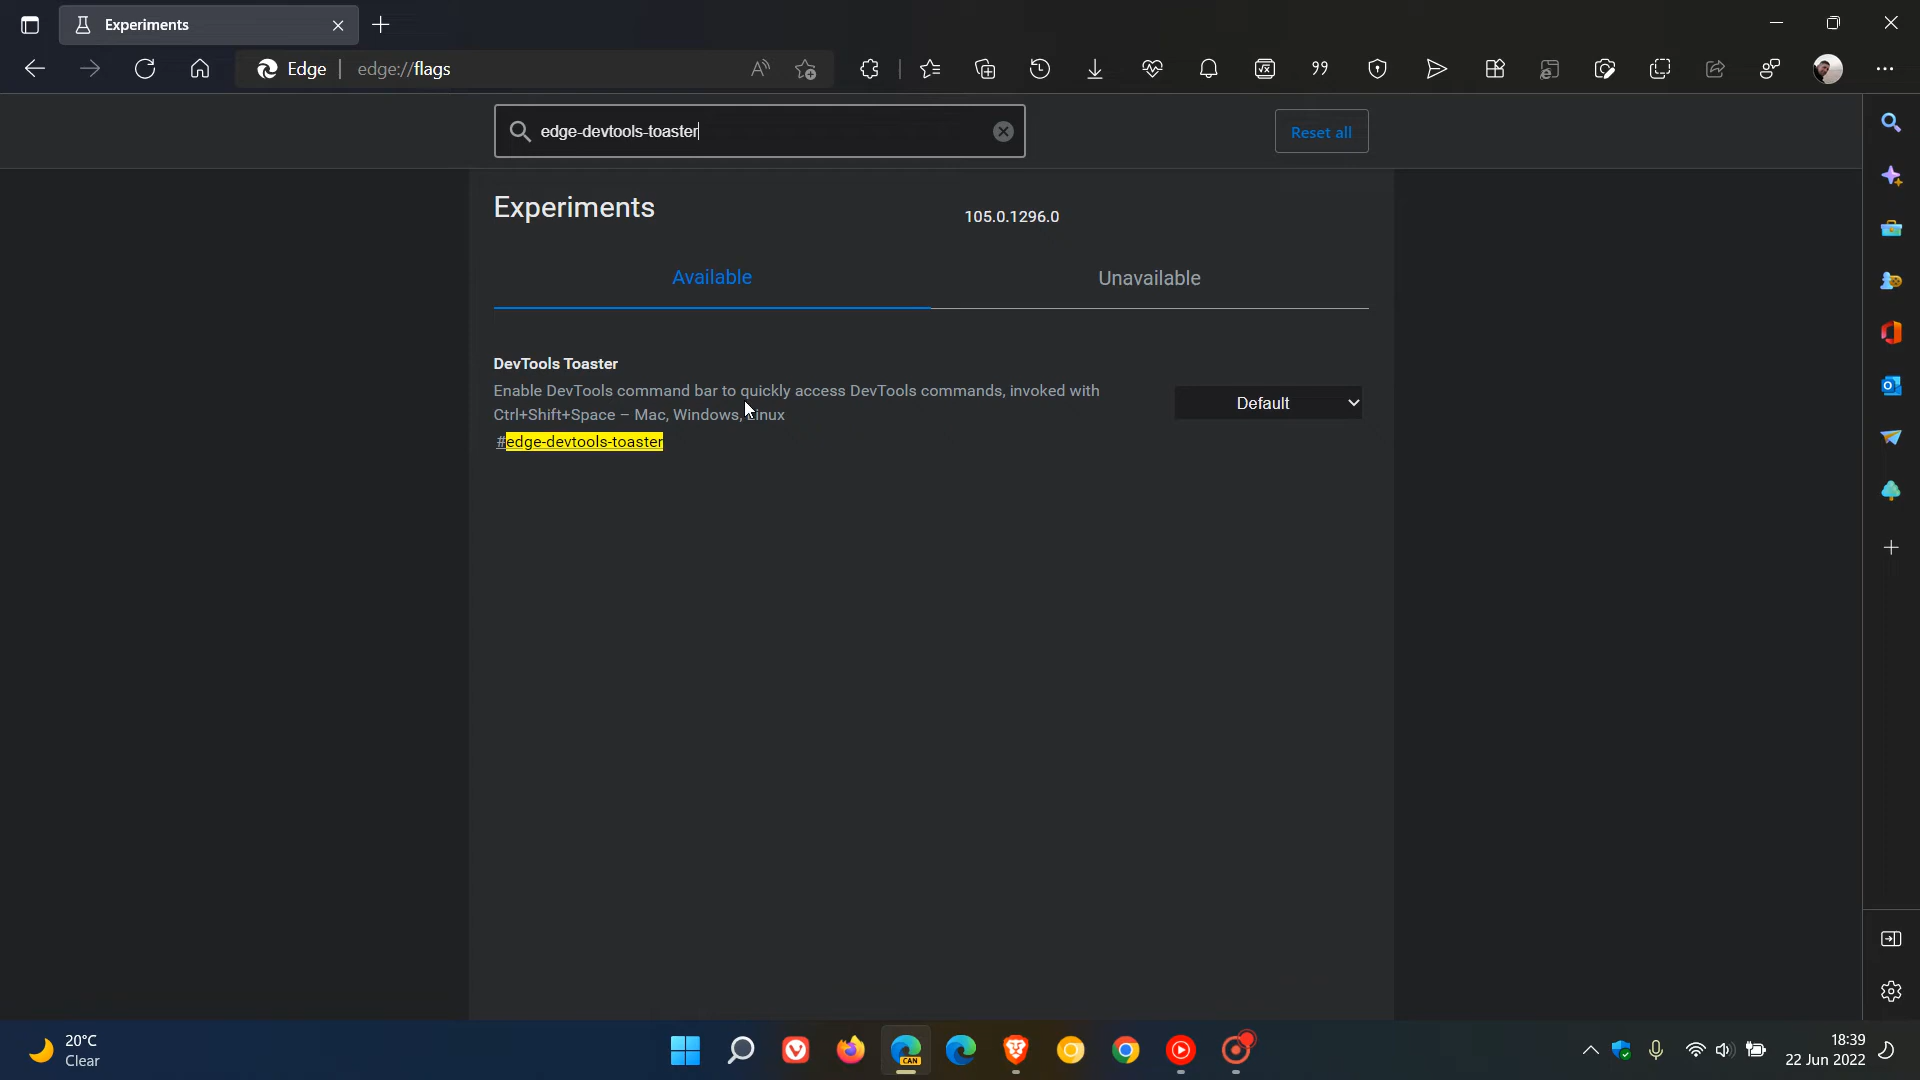 Experiments
Edge | edge://flags
edge-devtools-toaster
Reset all
Experiments
105.0.1296.0
Available
Unavailable
DevTools Toaster
Enable DevTools command bar to quickly access DevTools commands, invoked with
Ctrl+Shift+Space – Mac, Windows, Linux
Default
#edge-devtools-toaster
20°C
Clear
CAN
18:39
22 Jun 2022